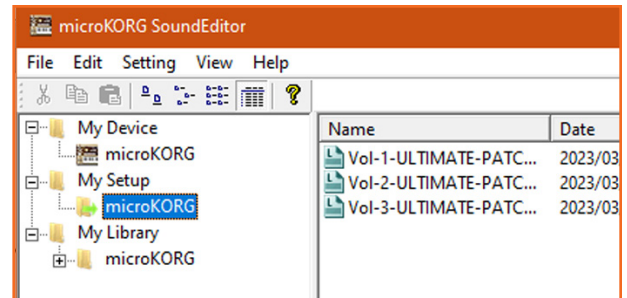 microKORG SoundEditor
File Edit Setting View Help
My Device
microKORG
My Setup
microKORG
My Library
microKORG
Name Date
Vol-1-ULTIMATE-PATC... 2023/03
Vol-2-ULTIMATE-PATC... 2023/03
Vol-3-ULTIMATE-PATC... 2023/03